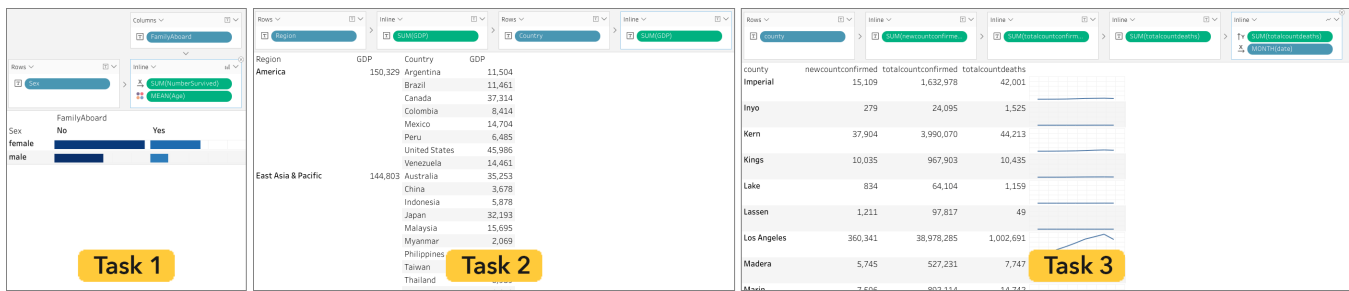 Columns
FamilyAboard
Rows
Inline
Sex
SUM(NumberSurvived)
MEAN(Age)
FamilyAboard
Sex No Yes
female
male
Task 1
Rows Inline Rows Inline
Region SUM(GDP) Country SUM(GDP)
Region GDP Country GDP
America 150,329 Argentina 11,504
Brazil 11,461
Canada 37,314
Colombia 8,414
Mexico 14,704
Peru 6,485
United States 45,986
Venezuela 14,461
East Asia & Pacific 144,803 Australia 35,253
China 3,678
Indonesia 5,878
Japan 32,193
Malaysia 15,695
Myanmar 2,069
Philippines
Taiwan
Thailand
Task 2
Rows Inline Inline Inline Inline
county SUM(newcountconfirme... SUM(totalcountconfirm... SUM(totalcountdeaths) SUM(totalcountdeaths)
MONTH(date)
county newcountconfirmed totalcountconfirmed totalcountdeaths
Imperial 15,109 1,632,978 42,001
Inyo 279 24,095 1,525
Kern 37,904 3,990,070 44,213
Kings 10,035 967,903 10,435
Lake 834 64,104 1,159
Lassen 1,211 97,817 49
Los Angeles 360,341 38,978,285 1,002,691
Madera 5,745 527,231 7,747
Marin
Task 3